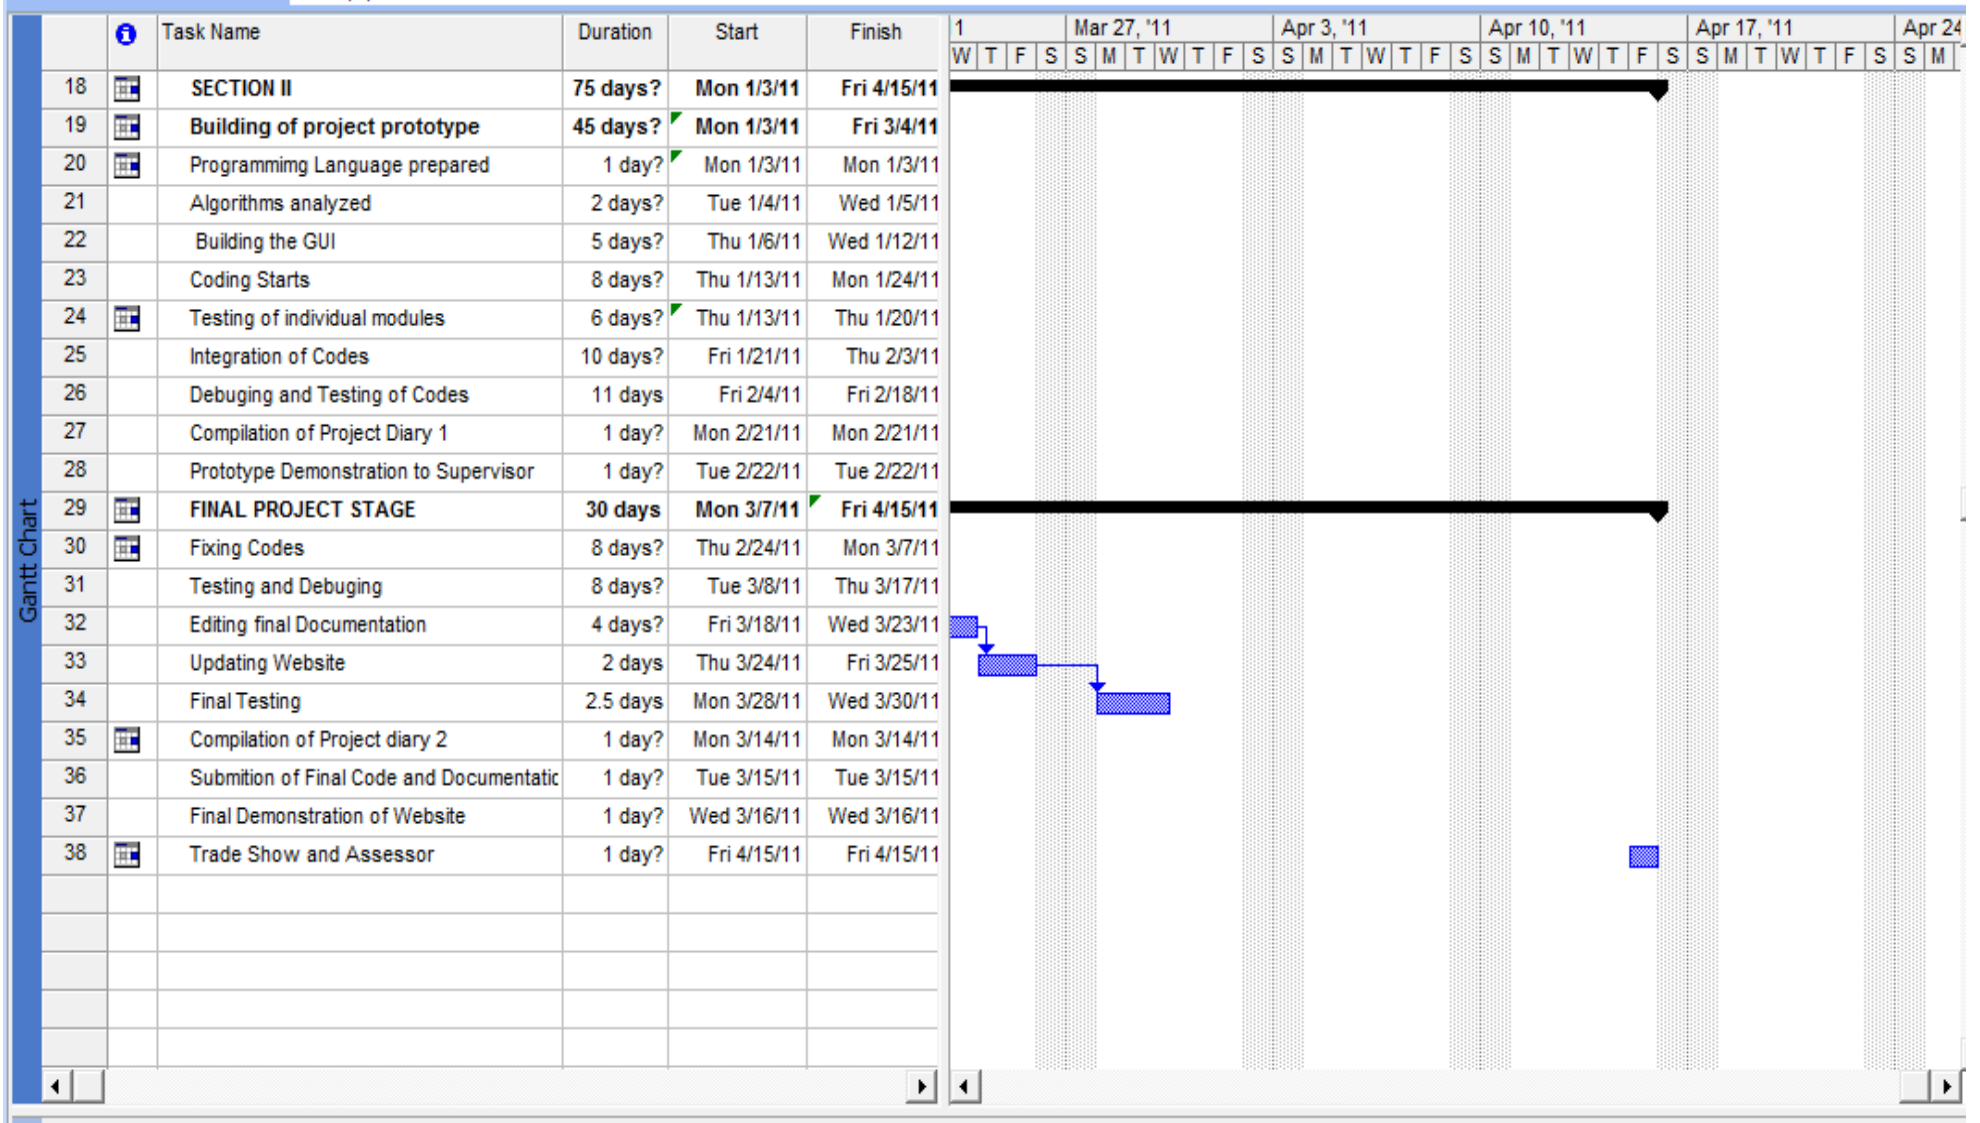 Task Name Duration Start Finish 1 Mar 27, '11 Apr 3, '11 Apr 10, '11 Apr 17, '11 Apr 24
W T F S S M T W T F S S M T W T F S S M T W T F S S M T W T F S S M
18 SECTION II 75 days? Mon 1/3/11 Fri 4/15/11
19 Building of project prototype 45 days? Mon 1/3/11 Fri 3/4/11
20 Programmimg Language prepared 1 day? Mon 1/3/11 Mon 1/3/11
21 Algorithms analyzed 2 days? Tue 1/4/11 Wed 1/5/11
22 Building the GUI 5 days? Thu 1/6/11 Wed 1/12/11
23 Coding Starts 8 days? Thu 1/13/11 Mon 1/24/11
24 Testing of individual modules 6 days? Thu 1/13/11 Thu 1/20/11
25 Integration of Codes 10 days? Fri 1/21/11 Thu 2/3/11
26 Debuging and Testing of Codes 11 days Fri 2/4/11 Fri 2/18/11
27 Compilation of Project Diary 1 1 day? Mon 2/21/11 Mon 2/21/11
28 Prototype Demonstration to Supervisor 1 day? Tue 2/22/11 Tue 2/22/11
29 FINAL PROJECT STAGE 30 days Mon 3/7/11 Fri 4/15/11
30 Fixing Codes 8 days? Thu 2/24/11 Mon 3/7/11
31 Testing and Debuging 8 days? Tue 3/8/11 Thu 3/17/11
32 Editing final Documentation 4 days? Fri 3/18/11 Wed 3/23/11
33 Updating Website 2 days Thu 3/24/11 Fri 3/25/11
34 Final Testing 2.5 days Mon 3/28/11 Wed 3/30/11
35 Compilation of Project diary 2 1 day? Mon 3/14/11 Mon 3/14/11
36 Submition of Final Code and Documentatic 1 day? Tue 3/15/11 Tue 3/15/11
37 Final Demonstration of Website 1 day? Wed 3/16/11 Wed 3/16/11
38 Trade Show and Assessor 1 day? Fri 4/15/11 Fri 4/15/11
Gantt Chart